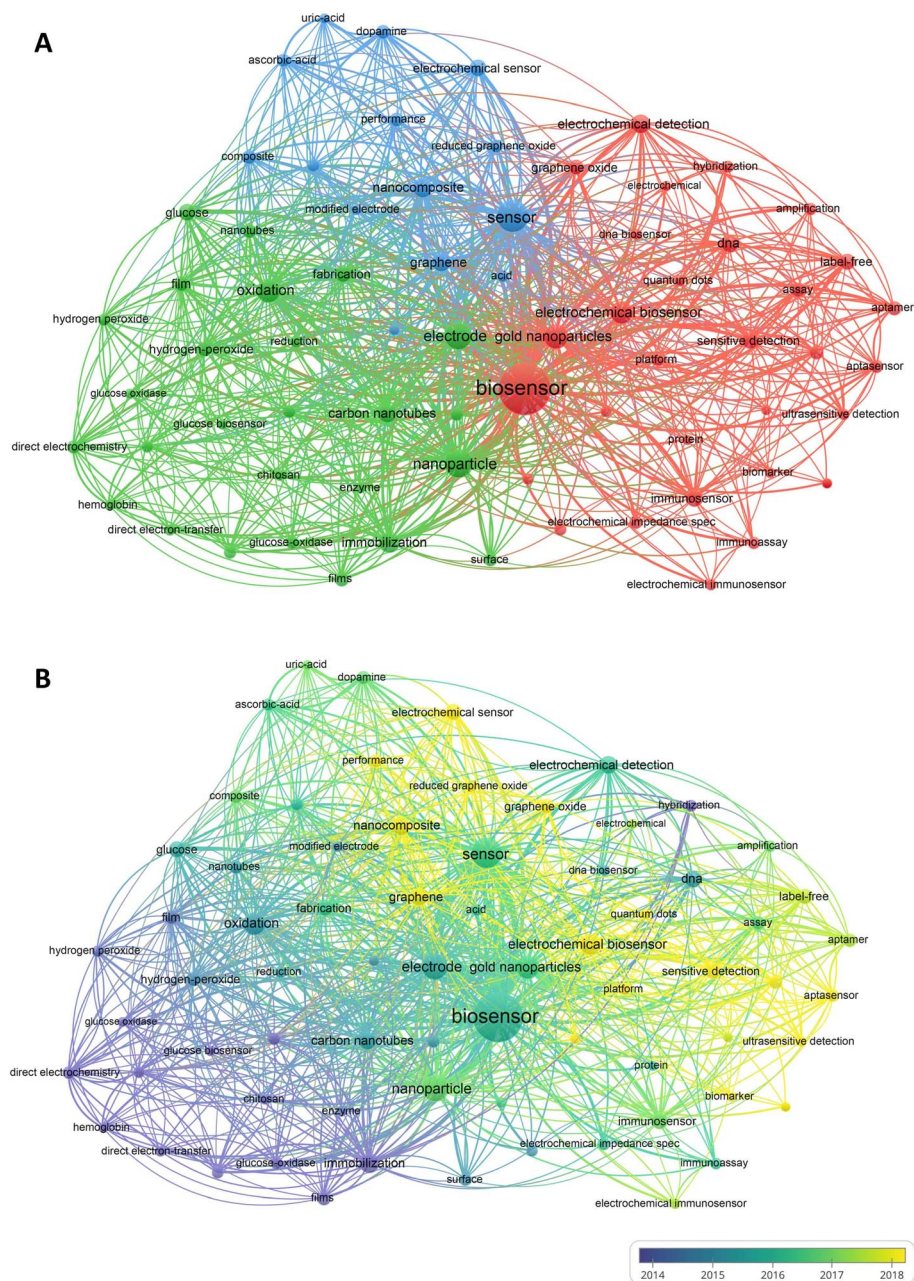 A
uric-acid
dopamine
ascorbic-acid
electrochemical sensor
performance
electrochemical detection
composite
reduced graphene oxide
graphene oxide
hybridization
nanocomposite
electrochemical
glucose
modified electrode
sensor
amplification
nanotubes
dna biosensor
dna
graphene
label-free
film
fabrication
acid
quantum dots
assay
oxidation
aptamer
hydrogen peroxide
electrochemical biosensor
reduction
electrode
gold nanoparticles
sensitive detection
hydrogen-peroxide
platform
aptasensor
glucose oxidase
biosensor
carbon nanotubes
ultrasensitive detection
glucose biosensor
direct electrochemistry
protein
nanoparticle
biomarker
chitosan
enzyme
immunosensor
hemoglobin
direct electron-transfer
electrochemical impedance spec
glucose-oxidase
immobilization
immunoassay
surface
films
electrochemical immunosensor
B
uric-acid
dopamine
ascorbic-acid
electrochemical sensor
performance
electrochemical detection
composite
reduced graphene oxide
graphene oxide
hybridization
nanocomposite
electrochemical
glucose
modified electrode
sensor
amplification
nanotubes
dna biosensor
dna
graphene
label-free
film
fabrication
acid
quantum dots
assay
oxidation
aptamer
hydrogen peroxide
electrochemical biosensor
reduction
electrode
gold nanoparticles
sensitive detection
hydrogen-peroxide
platform
aptasensor
glucose oxidase
biosensor
carbon nanotubes
ultrasensitive detection
glucose biosensor
direct electrochemistry
protein
nanoparticle
biomarker
chitosan
enzyme
immunosensor
hemoglobin
direct electron-transfer
electrochemical impedance spec
glucose-oxidase
immobilization
immunoassay
surface
films
electrochemical immunosensor
2014 2015 2016 2017 2018